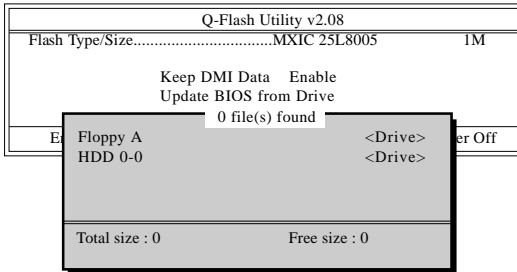 Q-Flash Utility v2.08
Flash Type/Size.................................MXIC 25L8005 1M
Keep DMI Data Enable
Update BIOS from Drive
0 file(s) found
Floppy A <Drive>
HDD 0-0 <Drive>
Off
Total size : 0 Free size : 0